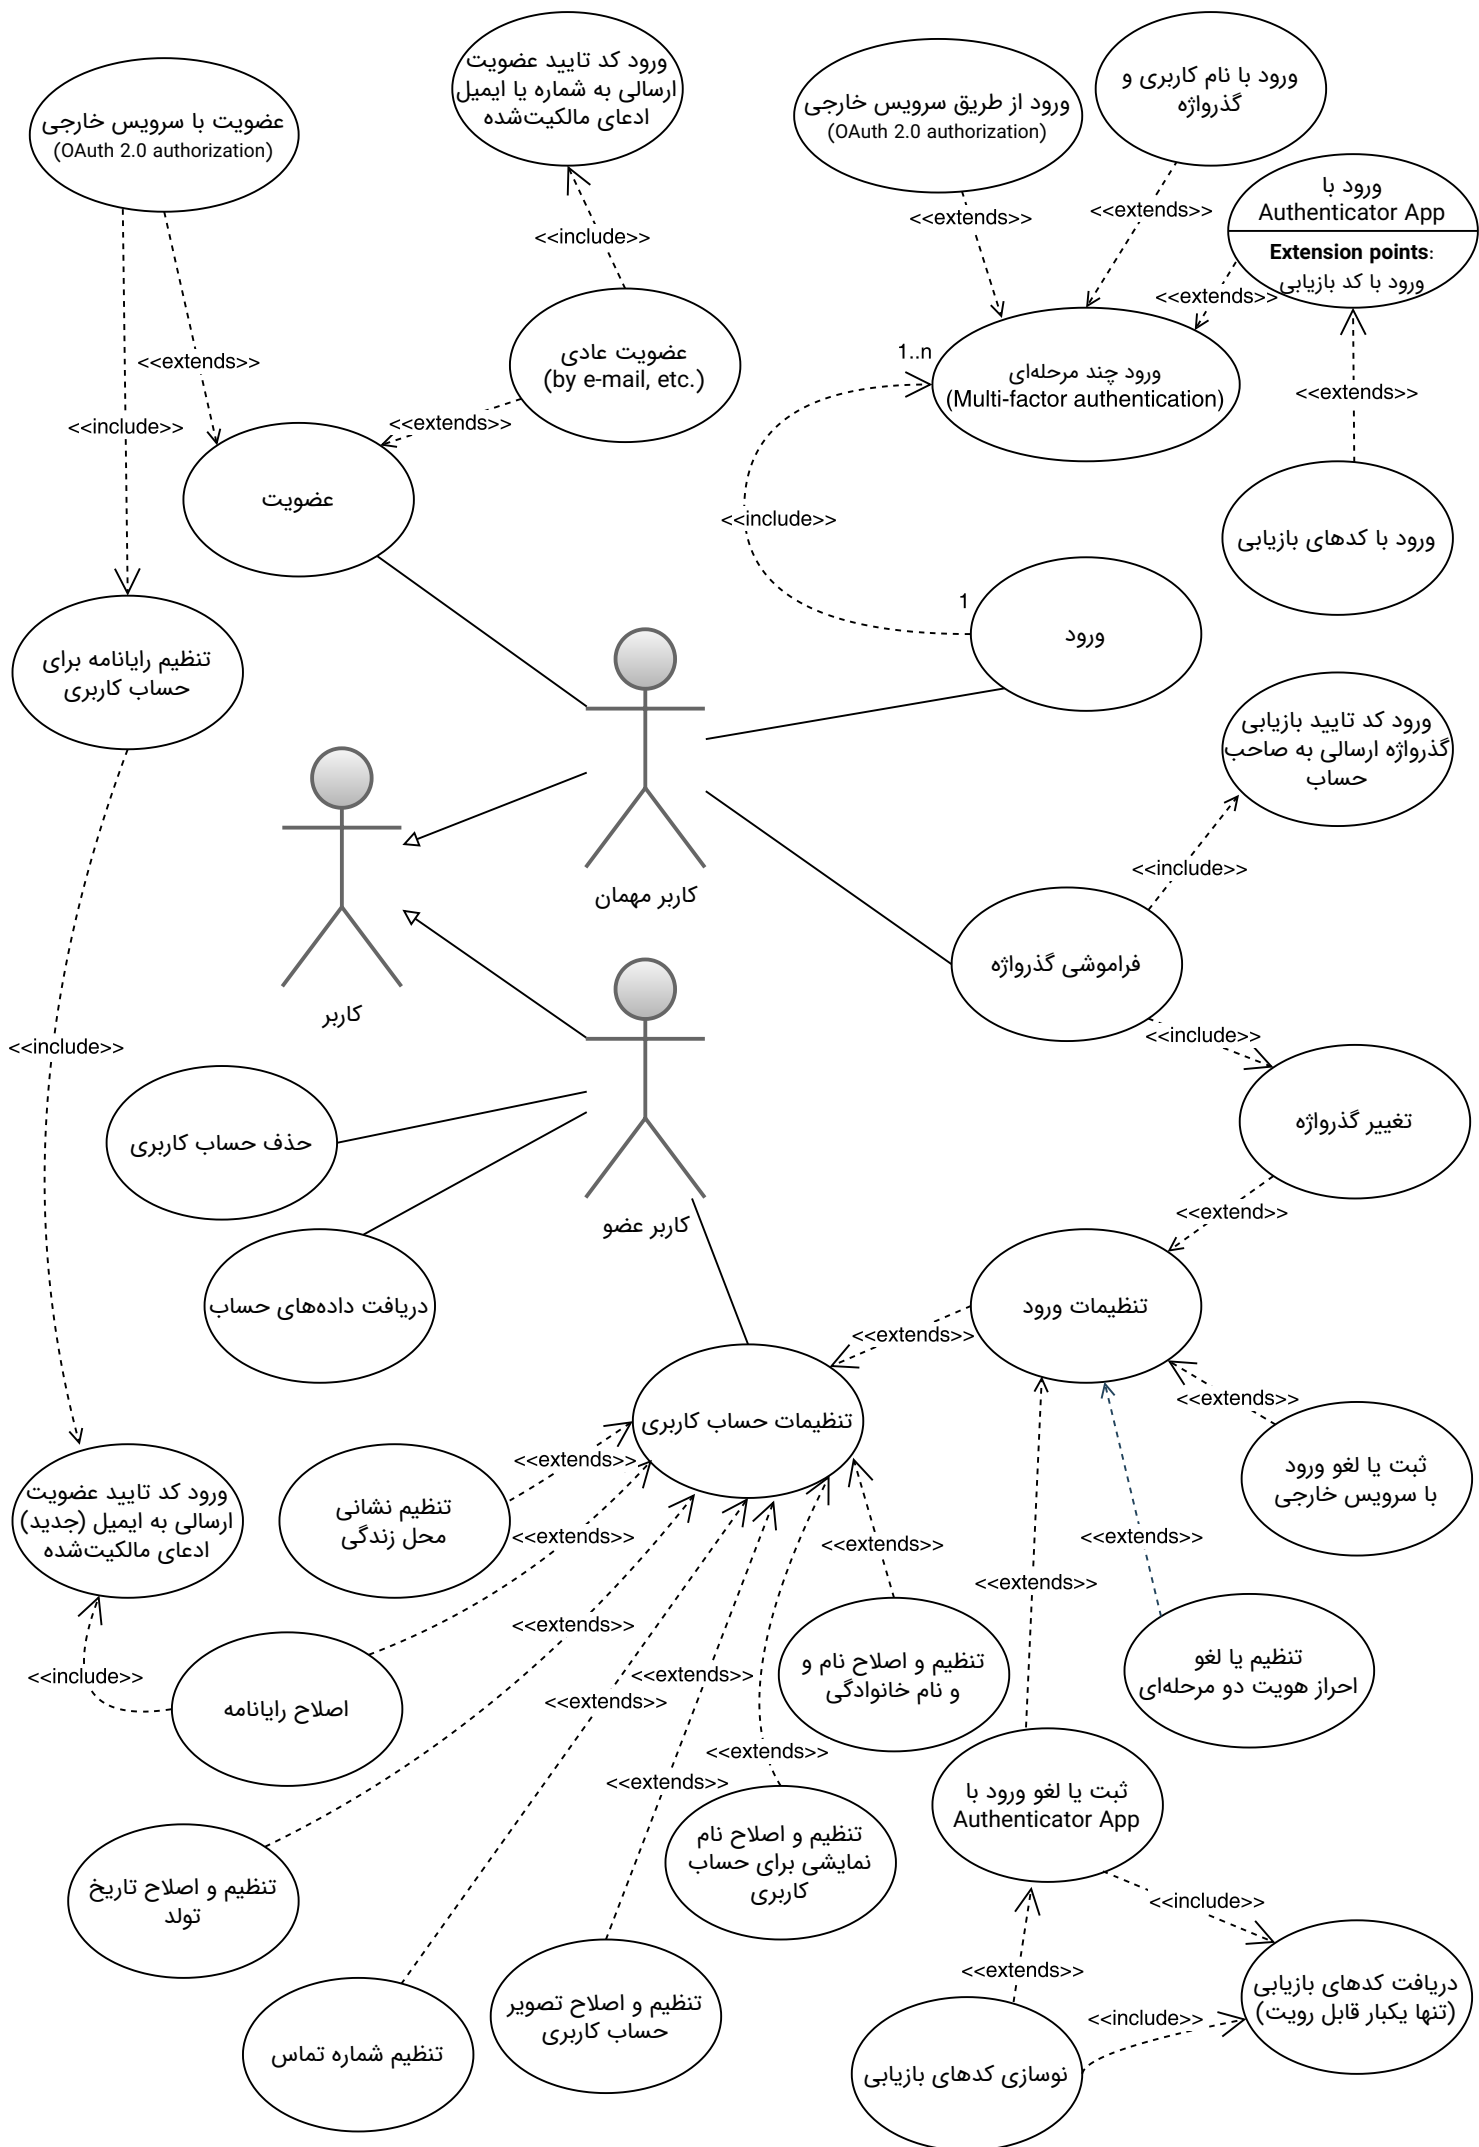 ورود کد تایید عضویت
ارسالی به شماره یا ایمیل
ادعای مالکیت‌شده
عضویت با سرویس خارجی
(OAuth 2.0 authorization)
ورود از طریق سرویس خارجی
(OAuth 2.0 authorization)
ورود با نام کاربری و
گذرواژه
ورود با
Authenticator App
Extension points:
ورود با کد بازیابی
<<extends>>
<<extends>>
<<include>>
<<extends>>
<<extends>>
<<include>>
<<extends>>
عضویت عادی
(by e-mail, etc.)
<<extends>>
1..n
ورود چند مرحله‌ای
(Multi-factor authentication)
<<extends>>
عضویت
<<include>>
ورود با کدهای بازیابی
1
ورود
تنظیم رایانامه برای
حساب کاربری
ورود کد تایید بازیابی
گذرواژه ارسالی به صاحب
حساب
<<include>>
کاربر مهمان
فراموشی گذرواژه
کاربر
<<include>>
<<include>>
تغییر گذرواژه
حذف حساب کاربری
کاربر عضو
<<extend>>
دریافت داده‌های حساب
تنظیمات ورود
<<extends>>
<<extends>>
تنظیمات حساب کاربری
<<extends>>
ثبت یا لغو ورود
با سرویس خارجی
تنظیم نشانی
محل زندگی
ورود کد تایید عضویت
ارسالی به ایمیل (جدید)
ادعای مالکیت‌شده
<<extends>>
<<extends>>
<<extends>>
<<extends>>
<<extends>>
<<include>>
اصلاح رایانامه
<<extends>>
<<extends>>
تنظیم و اصلاح نام و
و نام خانوادگی
تنظیم یا لغو
احراز هویت دو مرحله‌ای
<<extends>>
<<extends>>
ثبت یا لغو ورود با
Authenticator App
تنظیم و اصلاح نام
نمایشی برای حساب
کاربری
تنظیم و اصلاح تاریخ
تولد
<<include>>
<<extends>>
دریافت کدهای بازیابی
(تنها یکبار قابل رویت)
تنظیم و اصلاح تصویر
حساب کاربری
<<include>>
تنظیم شماره تماس
نوسازی کدهای بازیابی